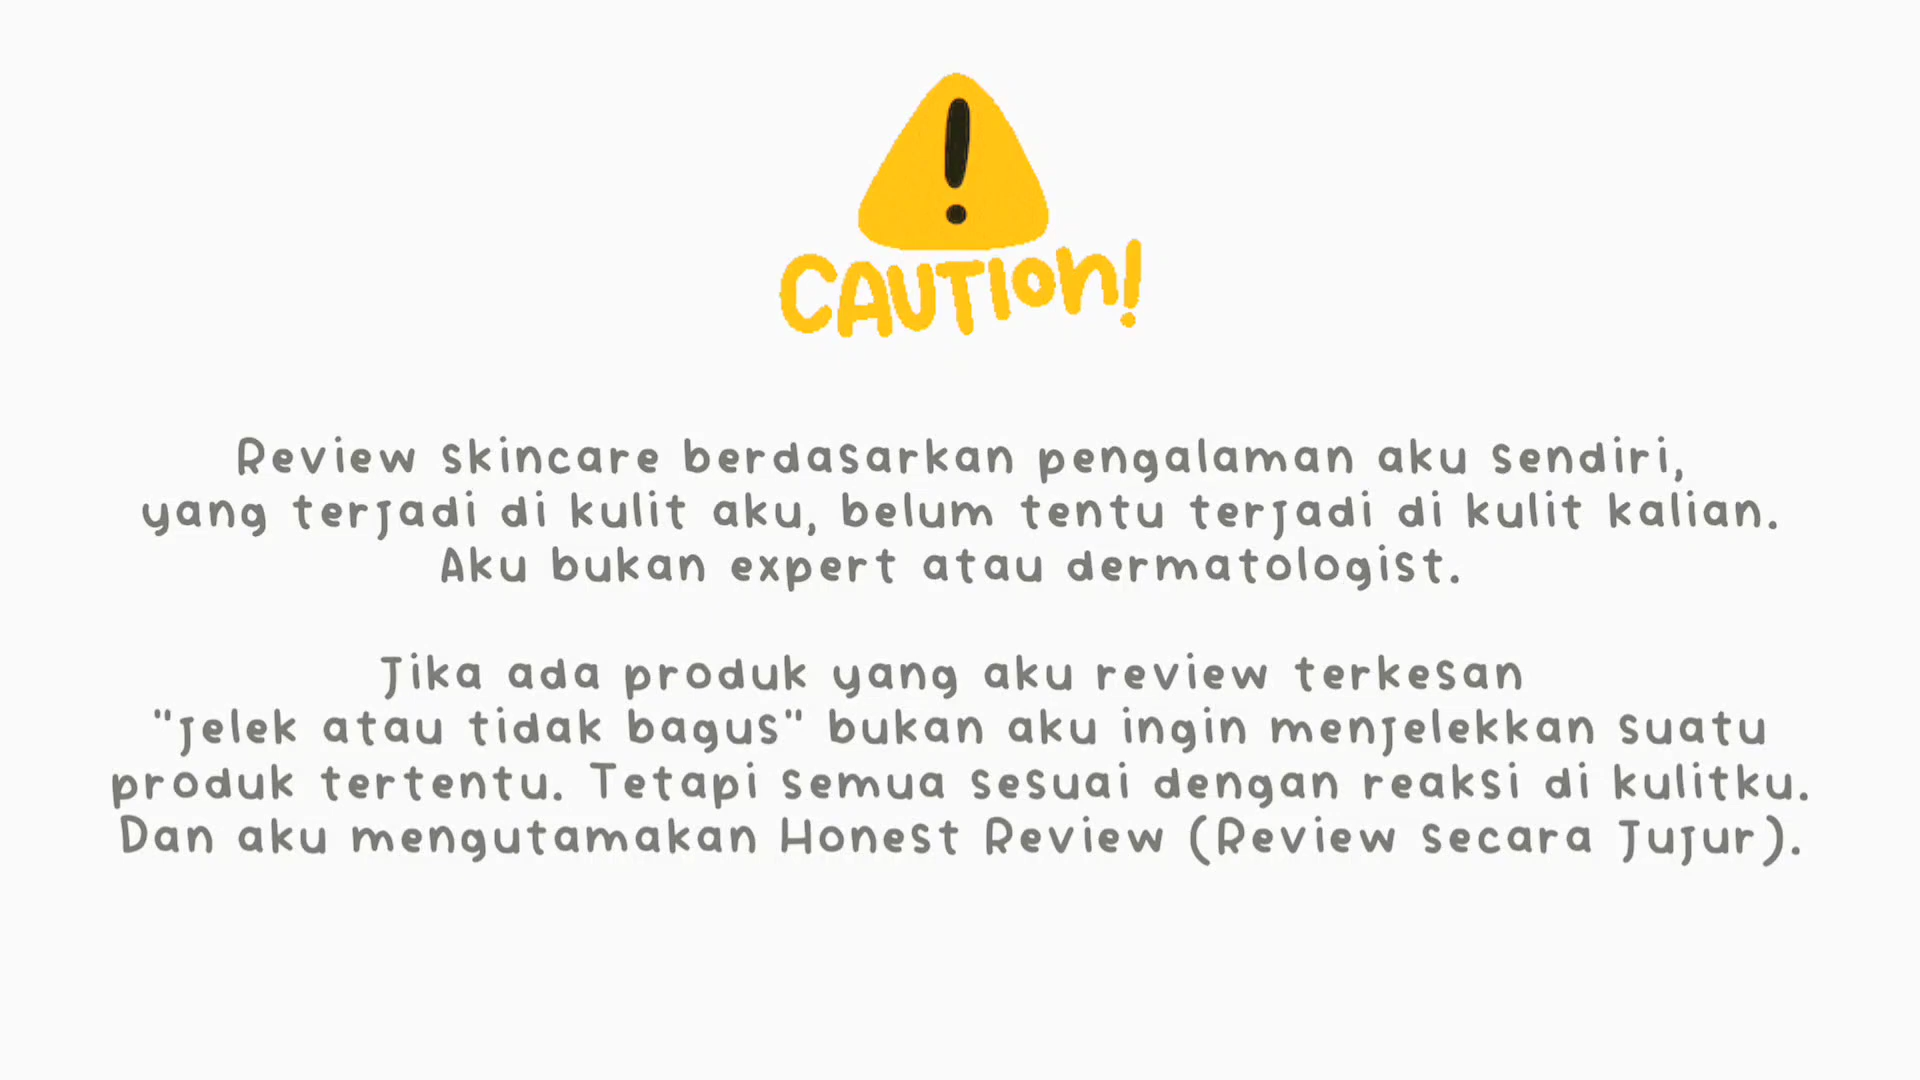 CAUTION!
Review skincare berdasarkan pengalaman aku sendiri,
yang terjadi di kulit aku, belum tentu terjadi di kulit kalian.
Aku bukan expert atau dermatologist.
Jika ada produk yang aku review terkesan
"jelek atau tidak bagus" bukan aku ingin menjelekkan suatu
produk tertentu. Tetapi semua sesuai dengan reaksi di kulitku.
Dan aku mengutamakan Honest Review (Review secara Jujur).